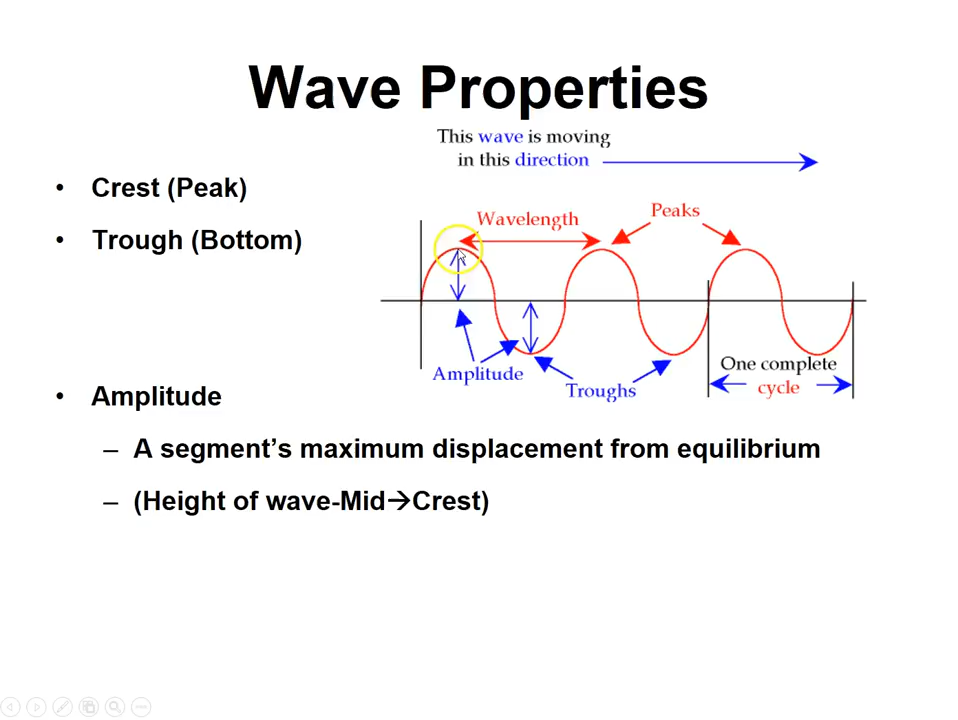 Wave Properties
This wave is moving
in this direction
• Crest (Peak)
• Trough (Bottom)
Wavelength
Peaks
Amplitude
Troughs
One complete
cycle
• Amplitude
– A segment’s maximum displacement from equilibrium
– (Height of wave-Mid→Crest)